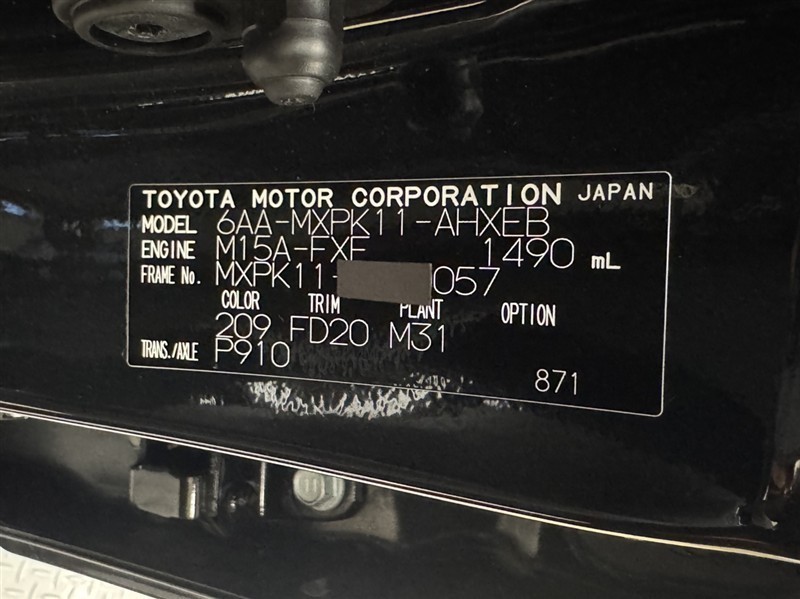 TOYOTA MOTOR CORPORATION JAPAN
MODEL 6AA-MXPK11-AHXEB
ENGINE M15A-FXE 1490 mL
FRAME No. MXPK11- 057
COLOR TRIM PLANT OPTION
209 FD20 M31
TRANS./AXLE P910
871